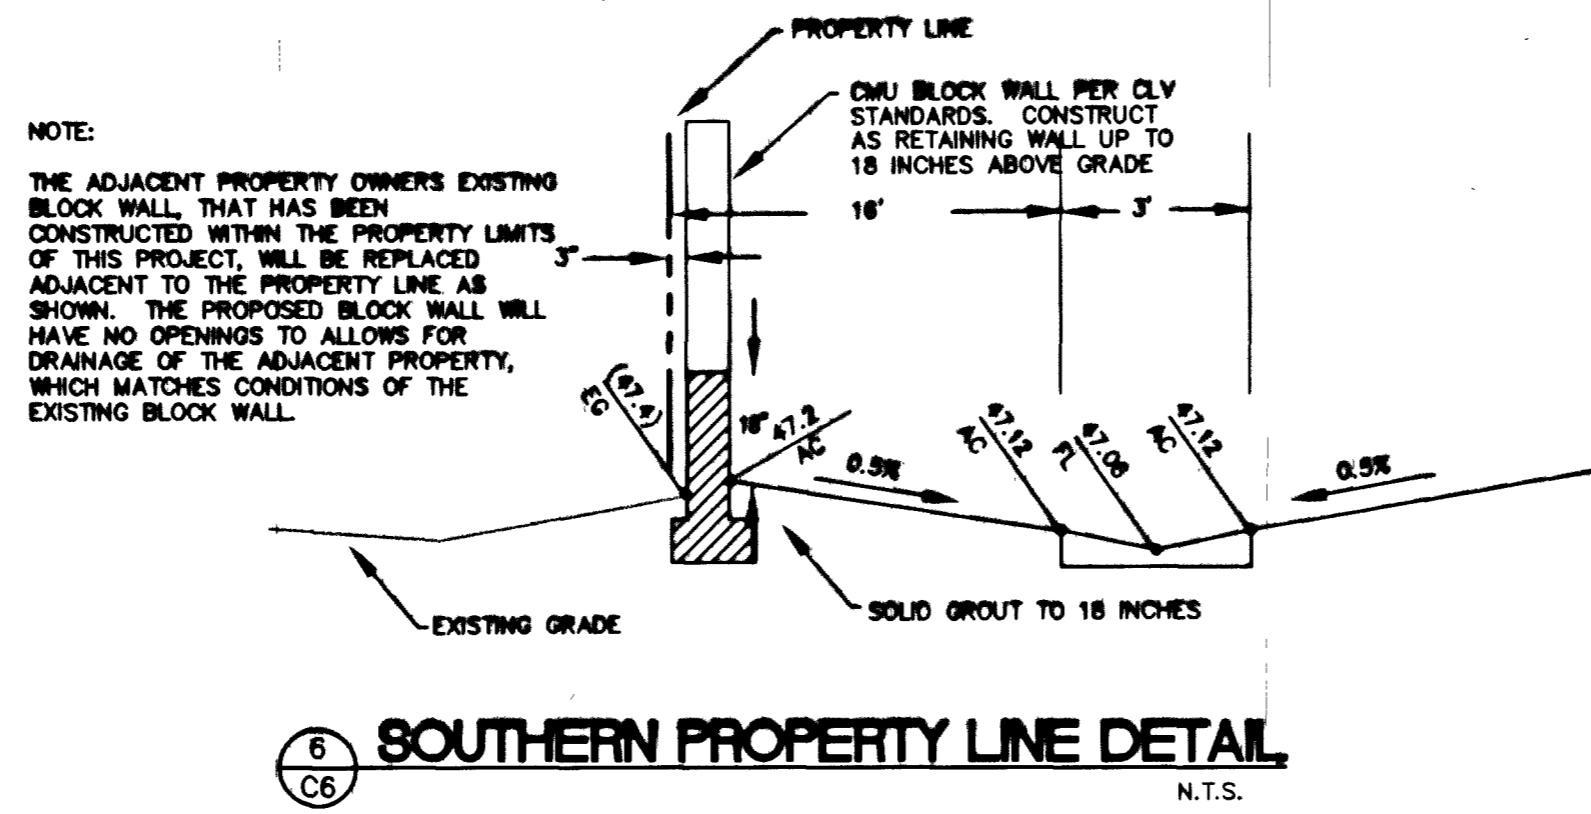 PROPERTY LINE
CMU BLOCK WALL PER CLV
STANDARDS. CONSTRUCT
AS RETAINING WALL UP TO
18 INCHES ABOVE GRADE
NOTE:
THE ADJACENT PROPERTY OWNERS EXISTING
BLOCK WALL, THAT HAS BEEN
CONSTRUCTED WITHIN THE PROPERTY LIMITS
OF THIS PROJECT, WILL BE REPLACED
ADJACENT TO THE PROPERTY LINE AS
SHOWN. THE PROPOSED BLOCK WALL WILL
HAVE NO OPENINGS TO ALLOWS FOR
DRAINAGE OF THE ADJACENT PROPERTY,
WHICH MATCHES CONDITIONS OF THE
EXISTING BLOCK WALL.
16'
3'
3"
(47.4)
EG
18"
47.2
AC
0.5%
47.12
AC
47.08
FL
47.12
AC
0.5%
EXISTING GRADE
SOLID GROUT TO 18 INCHES
6
C6
SOUTHERN PROPERTY LINE DETAIL
N.T.S.